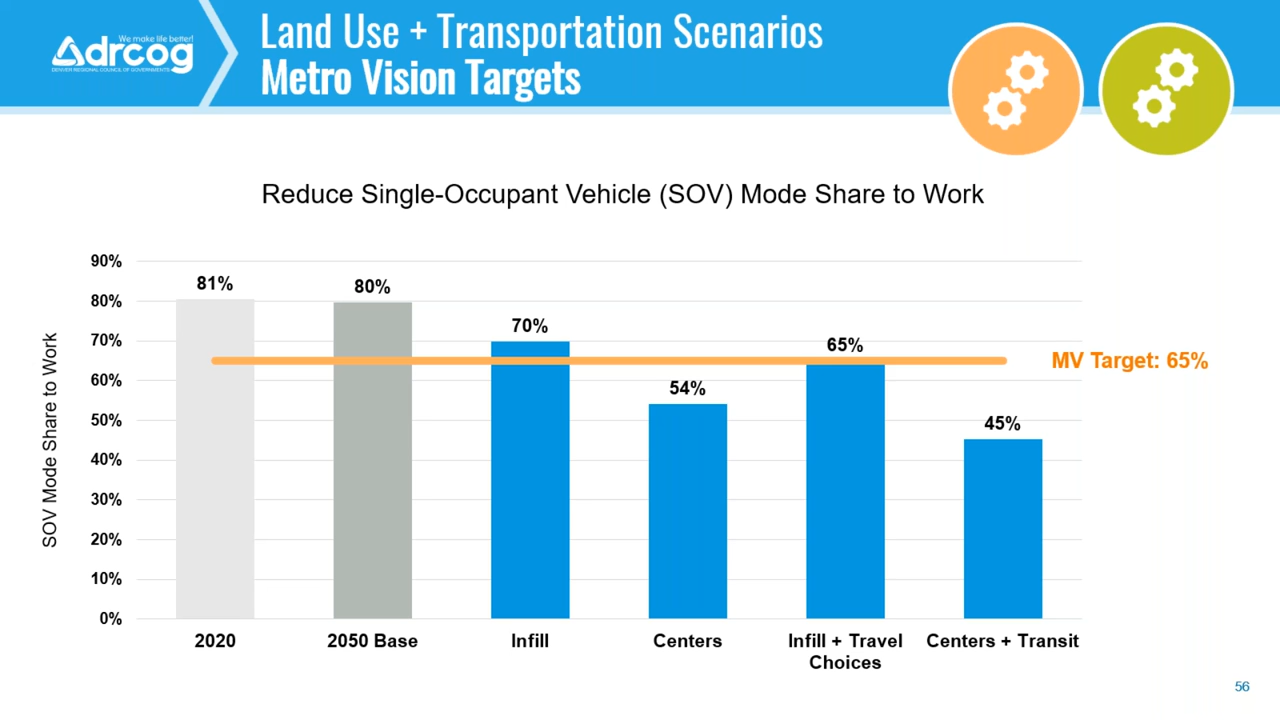 We make life better!
drcog
DENVER REGIONAL COUNCIL OF GOVERNMENTS
Land Use + Transportation Scenarios
Metro Vision Targets
Reduce Single-Occupant Vehicle (SOV) Mode Share to Work
SOV Mode Share to Work
90%
80%
70%
60%
50%
40%
30%
20%
10%
0%
81%
80%
70%
54%
65%
45%
MV Target: 65%
2020
2050 Base
Infill
Centers
Infill + Travel
Choices
Centers + Transit
56